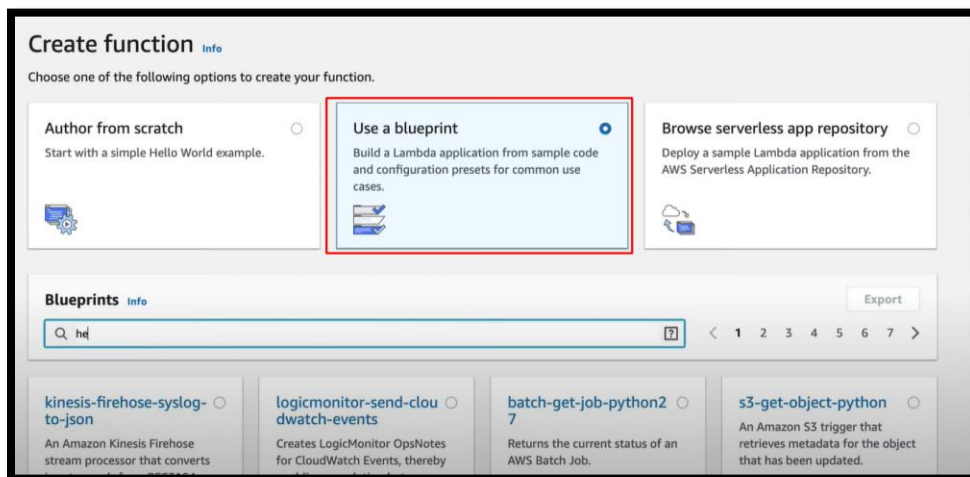 Create function Info
Choose one of the following options to create your function.
Author from scratch
Start with a simple Hello World example.
Use a blueprint
Build a Lambda application from sample code
and configuration presets for common use
cases.
Browse serverless app repository
Deploy a sample Lambda application from the
AWS Serverless Application Repository.
Blueprints Info
Export
he
1 2 3 4 5 6 7
kinesis-firehose-syslog-
to-json
An Amazon Kinesis Firehose
stream processor that converts
logicmonitor-send-clou
dwatch-events
Creates LogicMonitor OpsNotes
for CloudWatch Events, thereby
batch-get-job-python2
7
Returns the current status of an
AWS Batch Job.
s3-get-object-python
An Amazon S3 trigger that
retrieves metadata for the object
that has been updated.